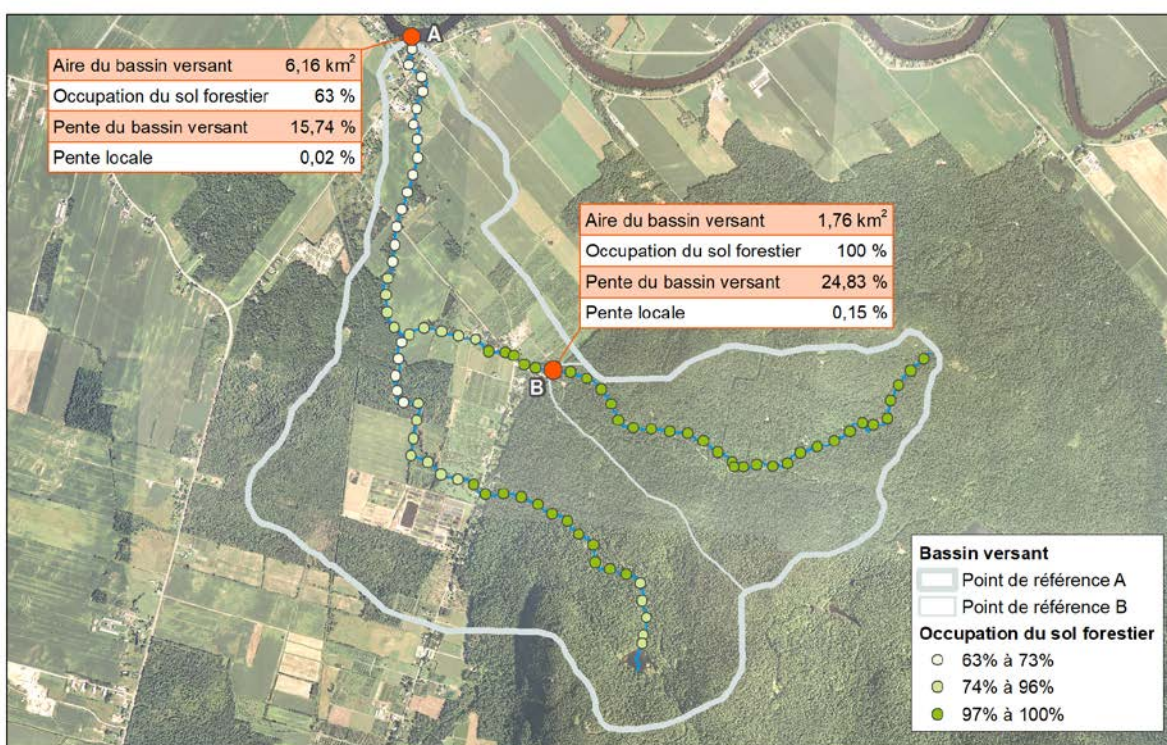 A
Aire du bassin versant 6,16 km²
Occupation du sol forestier 63 %
Pente du bassin versant 15,74 %
Pente locale 0,02 %
Aire du bassin versant 1,76 km²
Occupation du sol forestier 100 %
Pente du bassin versant 24,83 %
Pente locale 0,15 %
B
Bassin versant
Point de référence A
Point de référence B
Occupation du sol forestier
63% à 73%
74% à 96%
97% à 100%